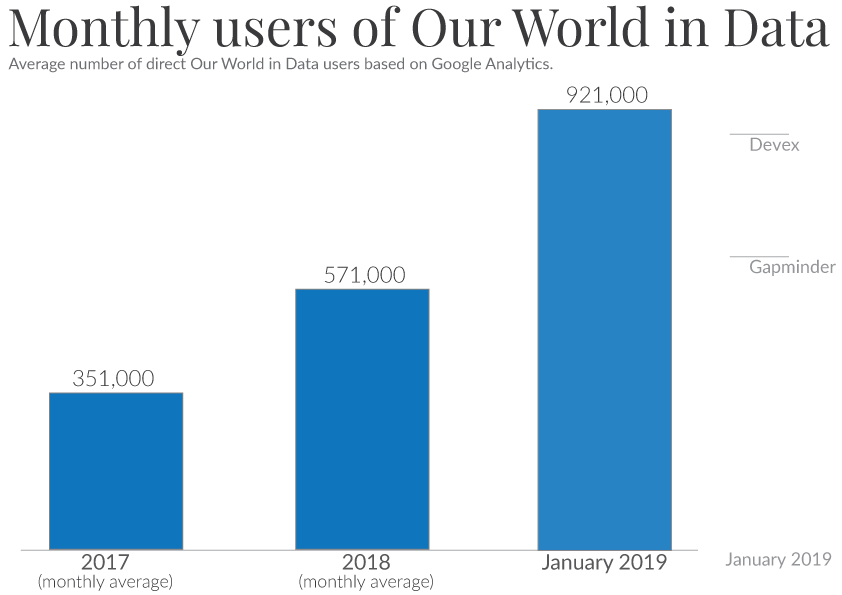 Monthly users of Our World in Data
Average number of direct Our World in Data users based on Google Analytics.
921,000
Devex
Gapminder
571,000
351,000
2017
(monthly average)
2018
(monthly average)
January 2019
January 2019